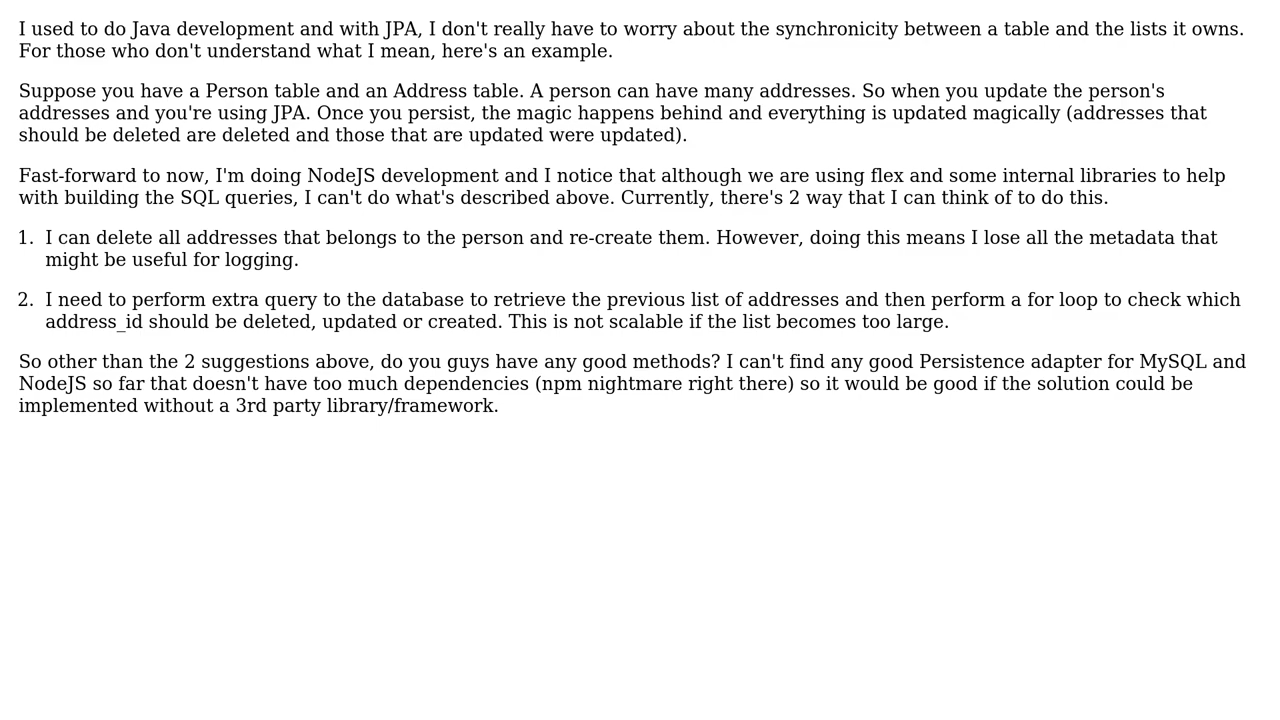 I used to do Java development and with JPA, I don't really have to worry about the synchronicity between a table and the lists it owns.
For those who don't understand what I mean, here's an example.
Suppose you have a Person table and an Address table. A person can have many addresses. So when you update the person's
addresses and you're using JPA. Once you persist, the magic happens behind and everything is updated magically (addresses that
should be deleted are deleted and those that are updated were updated).
Fast-forward to now, I'm doing NodeJS development and I notice that although we are using flex and some internal libraries to help
with building the SQL queries, I can't do what's described above. Currently, there's 2 way that I can think of to do this.
1. I can delete all addresses that belongs to the person and re-create them. However, doing this means I lose all the metadata that
might be useful for logging.
2. I need to perform extra query to the database to retrieve the previous list of addresses and then perform a for loop to check which
address_id should be deleted, updated or created. This is not scalable if the list becomes too large.
So other than the 2 suggestions above, do you guys have any good methods? I can't find any good Persistence adapter for MySQL and
NodeJS so far that doesn't have too much dependencies (npm nightmare right there) so it would be good if the solution could be
implemented without a 3rd party library/framework.